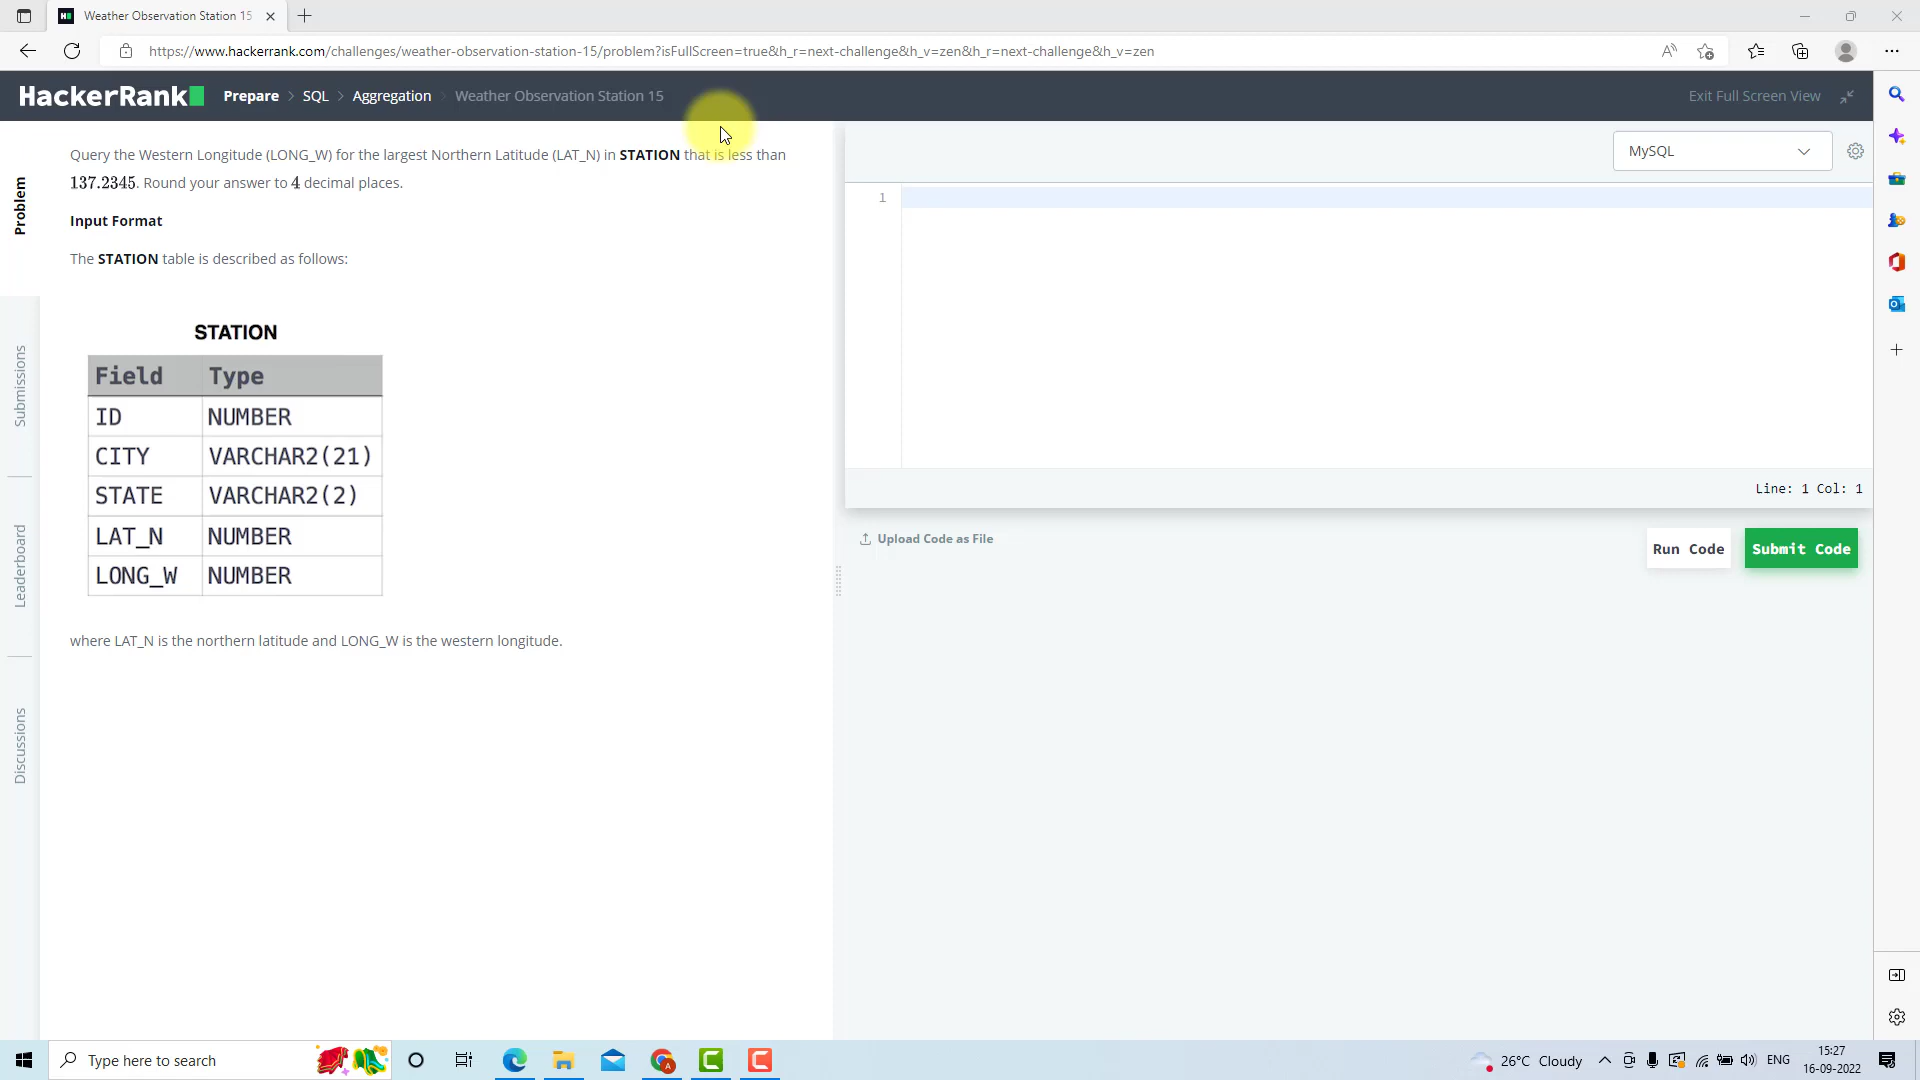 Weather Observation Station 15
https://www.hackerrank.com/challenges/weather-observation-station-15/problem?isFullScreen=true&h_r=next-challenge&h_v=zen&h_r=next-challenge&h_v=zen
HackerRank Prepare > SQL > Aggregation > Weather Observation Station 15
Exit Full Screen View
Problem
Submissions
Leaderboard
Discussions
Query the Western Longitude (LONG_W) for the largest Northern Latitude (LAT_N) in STATION that is less than
137.2345. Round your answer to 4 decimal places.
Input Format
The STATION table is described as follows:
STATION
Field Type
ID NUMBER
CITY VARCHAR2(21)
STATE VARCHAR2(2)
LAT_N NUMBER
LONG_W NUMBER
where LAT_N is the northern latitude and LONG_W is the western longitude.
MySQL
1
Line: 1 Col: 1
Upload Code as File
Run Code
Submit Code
Type here to search
26°C Cloudy
ENG
15:27
16-09-2022